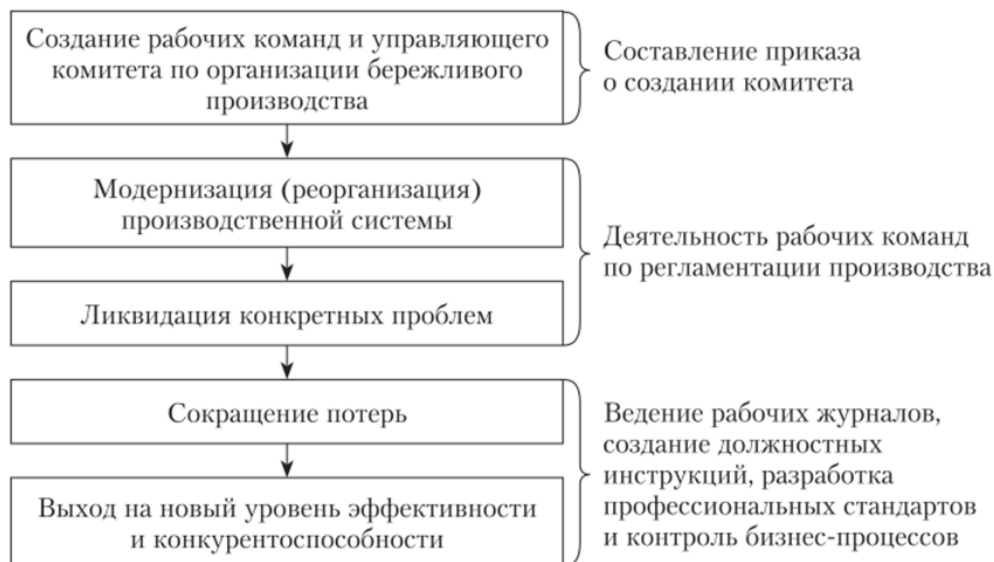 Создание рабочих команд и управляющего
комитета по организации бережливого
производства
Составление приказа
о создании комитета
Модернизация (реорганизация)
производственной системы
Ликвидация конкретных проблем
Деятельность рабочих команд
по регламентации производства
Сокращение потерь
Выход на новый уровень эффективности
и конкурентоспособности
Ведение рабочих журналов,
создание должностных
инструкций, разработка
профессиональных стандартов
и контроль бизнес-процессов